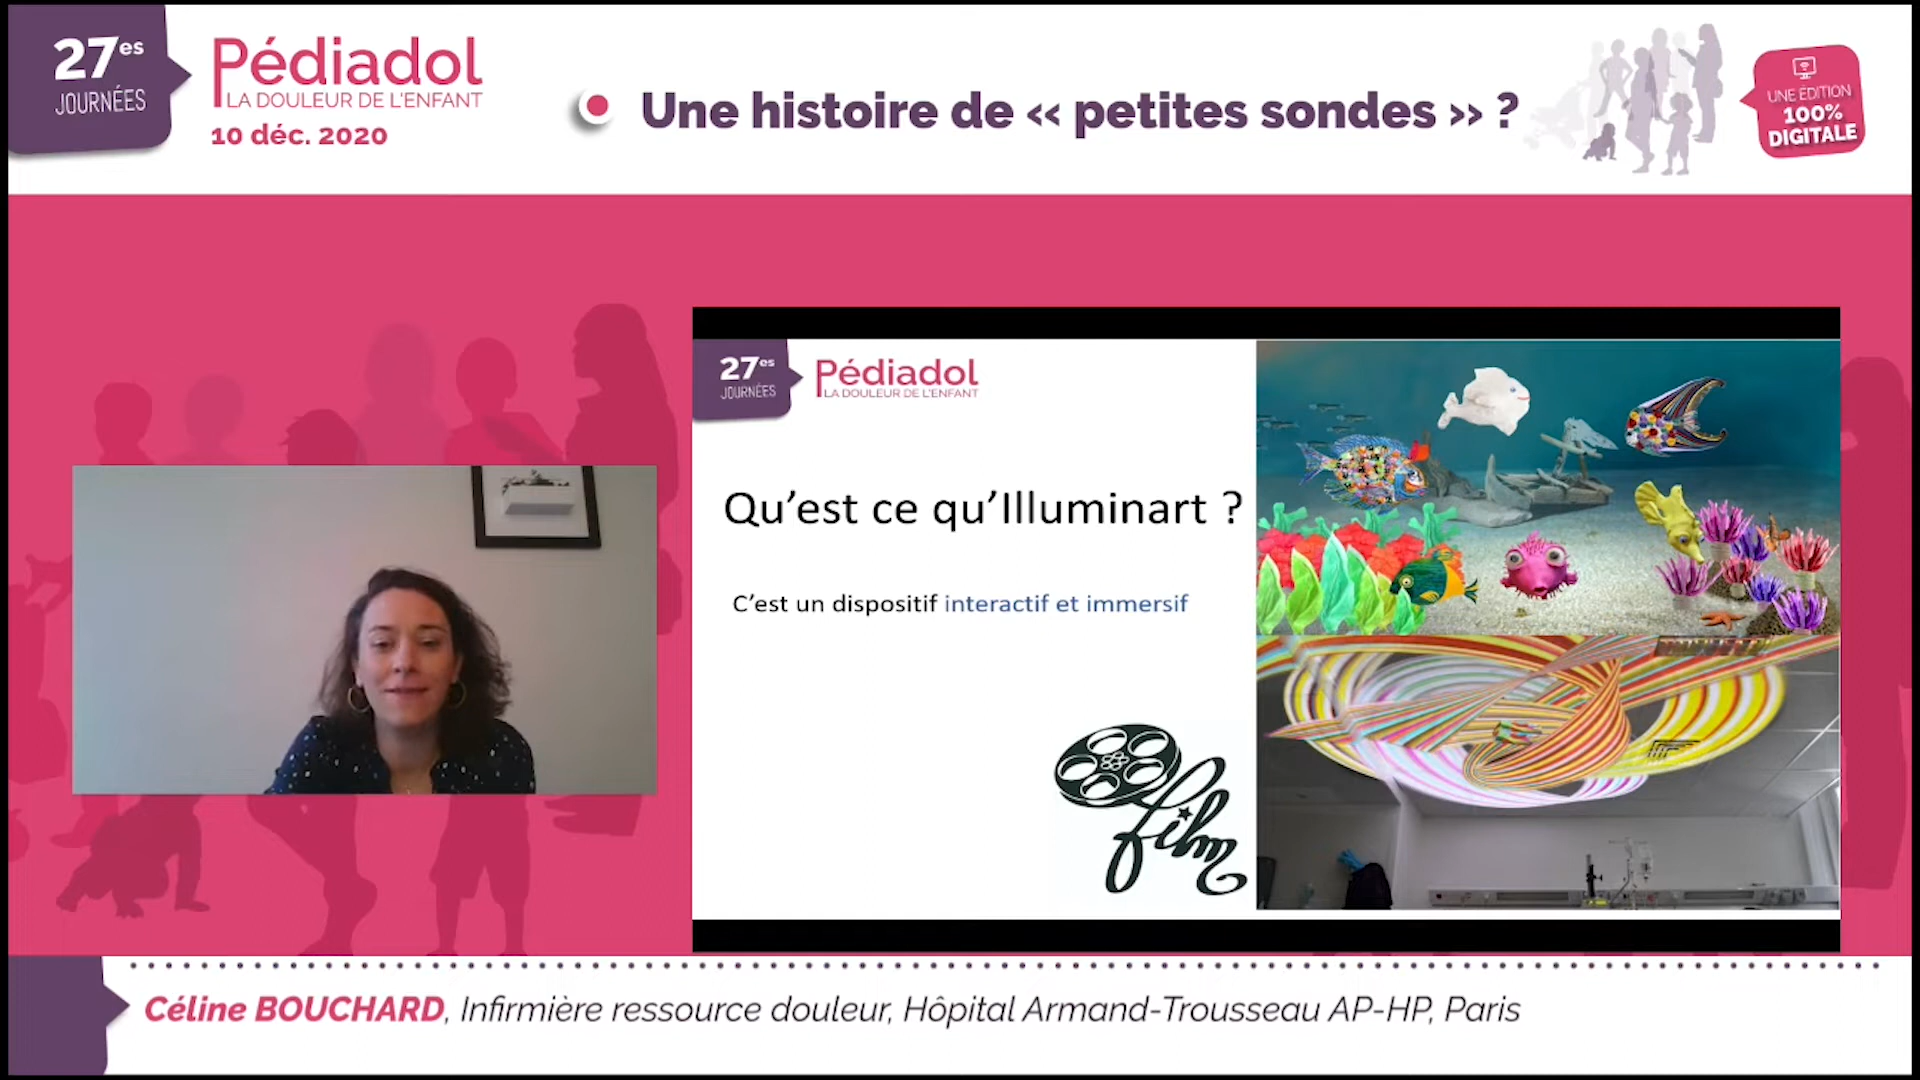 27es
JOURNÉES
Pédiadol
LA DOULEUR DE L'ENFANT
10 déc. 2020
Une histoire de « petites sondes » ?
UNE ÉDITION
100%
DIGITALE
27es
JOURNÉES
Pédiadol
LA DOULEUR DE L'ENFANT
Qu'est ce qu'Illuminart ?
C'est un dispositif interactif et immersif
film
Céline BOUCHARD, Infirmière ressource douleur, Hôpital Armand-Trousseau AP-HP, Paris